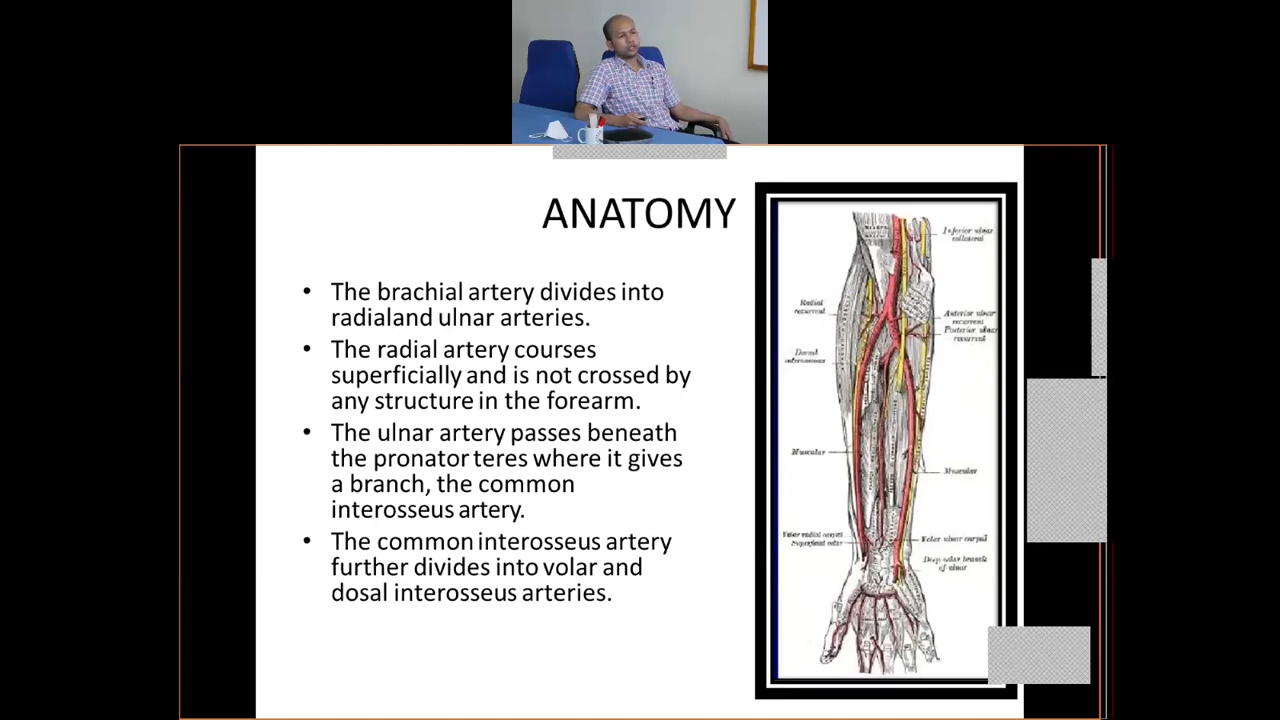 ANATOMY
• The brachial artery divides into
radialand ulnar arteries.
• The radial artery courses
superficially and is not crossed by
any structure in the forearm.
• The ulnar artery passes beneath
the pronator teres where it gives
a branch, the common
interosseus artery.
• The common interosseus artery
further divides into volar and
dosal interosseus arteries.
Inferior ulnar
collateral
Radial
recurrent
Anterior ulnar
recurrent
Posterior ulnar
recurrent
Dorsal
interosseous
Muscular
Muscular
Volar radial carpal
Superficial volar
Volar ulnar carpal
Deep volar branch
of ulnar